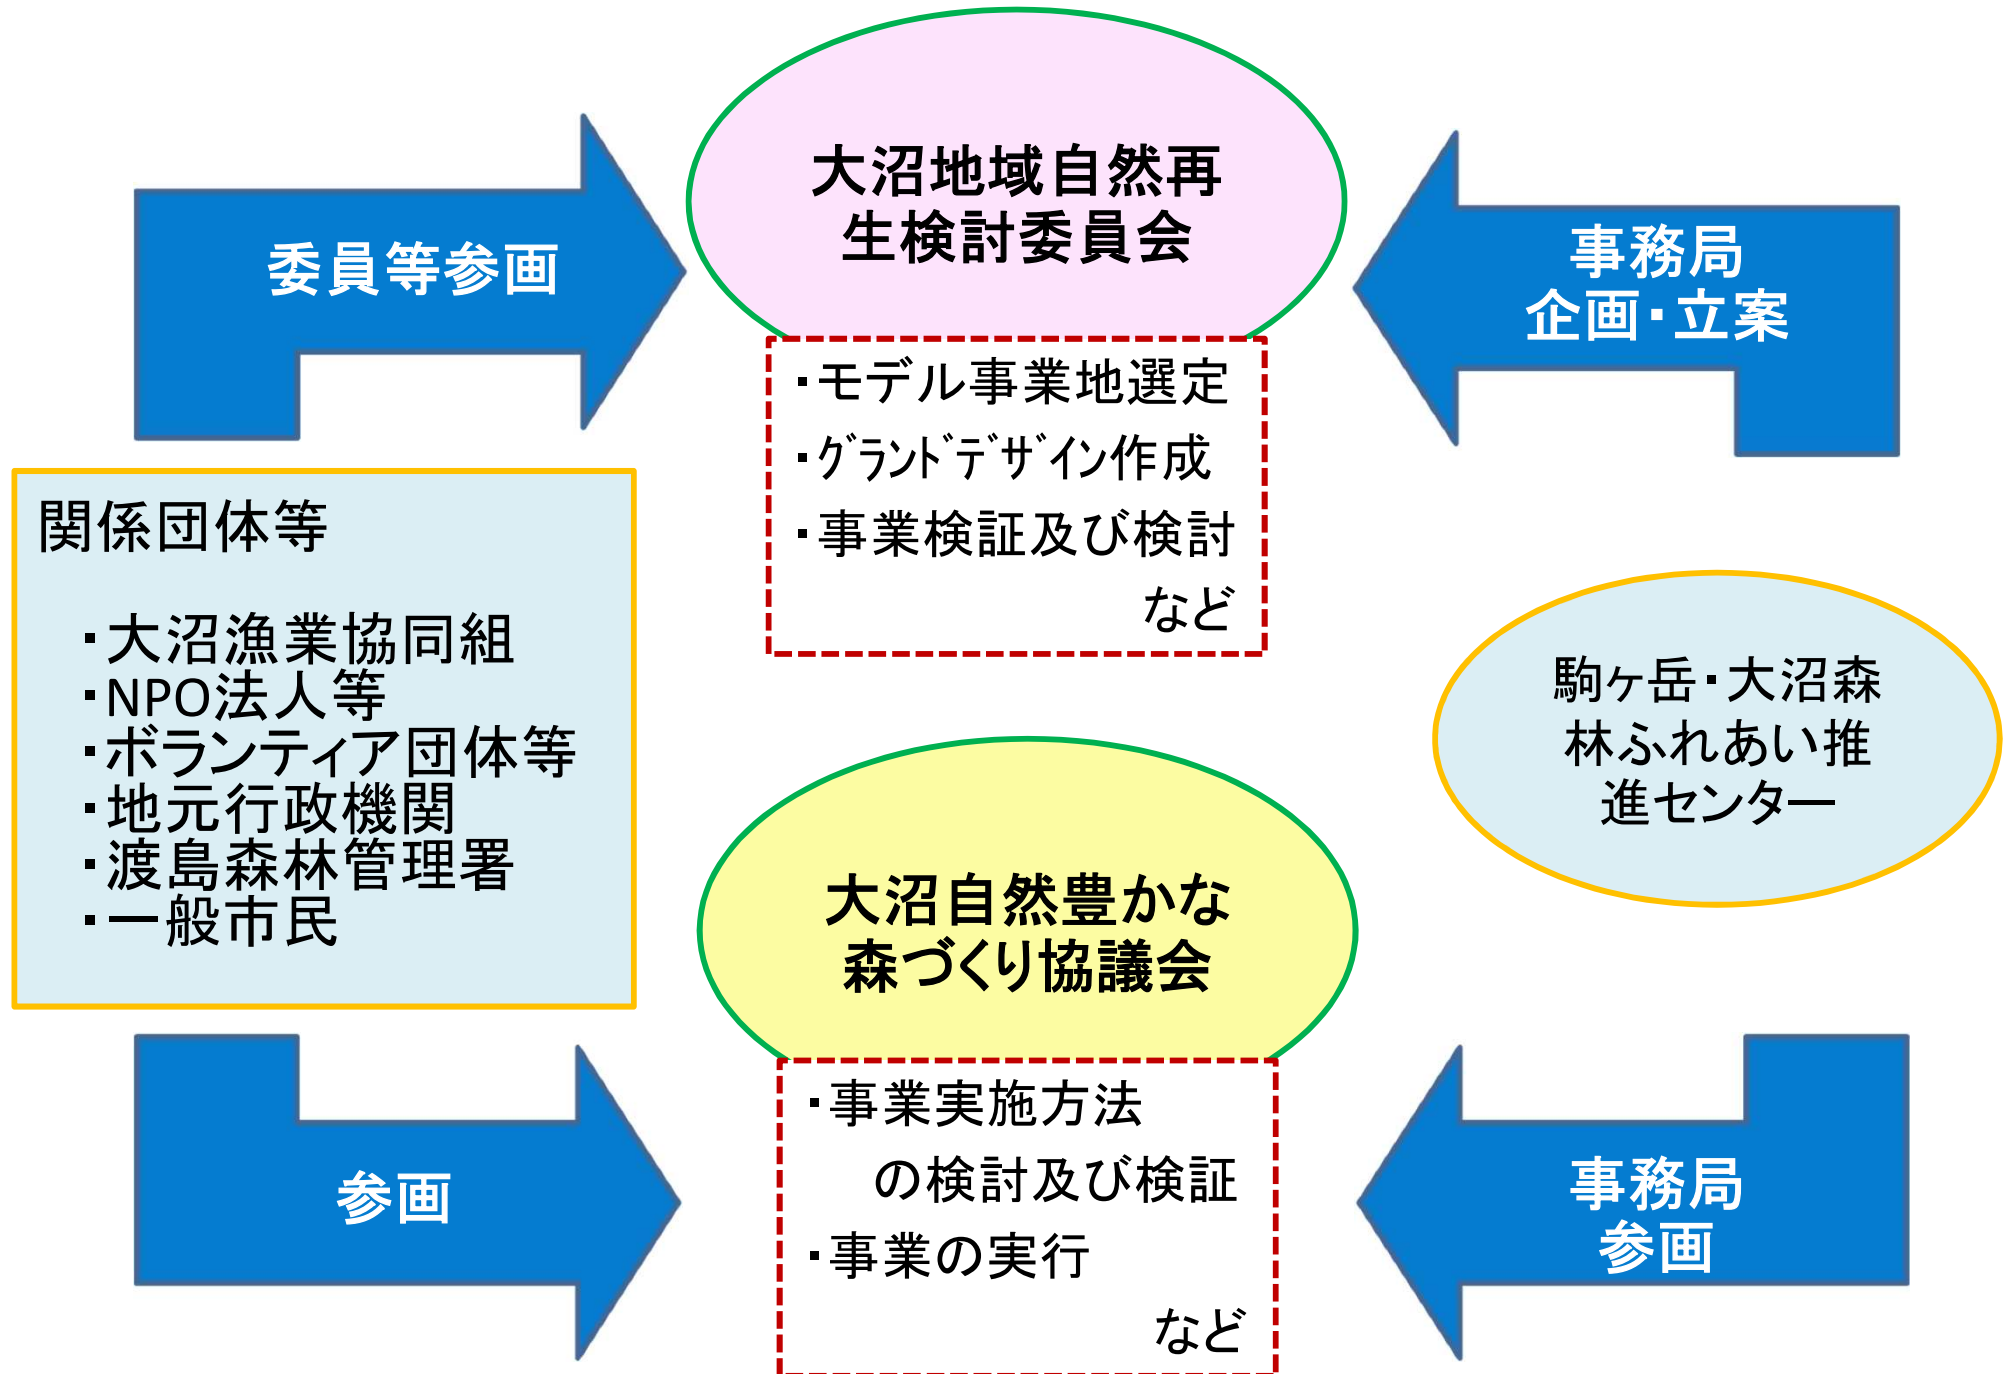 大沼地域自然再
生検討委員会
委員等参画
事務局
企画・立案
・モデル事業地選定
・グランドデザイン作成
・事業検証及び検討
など
関係団体等
・大沼漁業協同組
・NPO法人等
・ボランティア団体等
・地元行政機関
・渡島森林管理署
・一般市民
駒ヶ岳・大沼森
林ふれあい推
進センター
大沼自然豊かな
森づくり協議会
・事業実施方法
の検討及び検証
・事業の実行
など
参画
事務局
参画